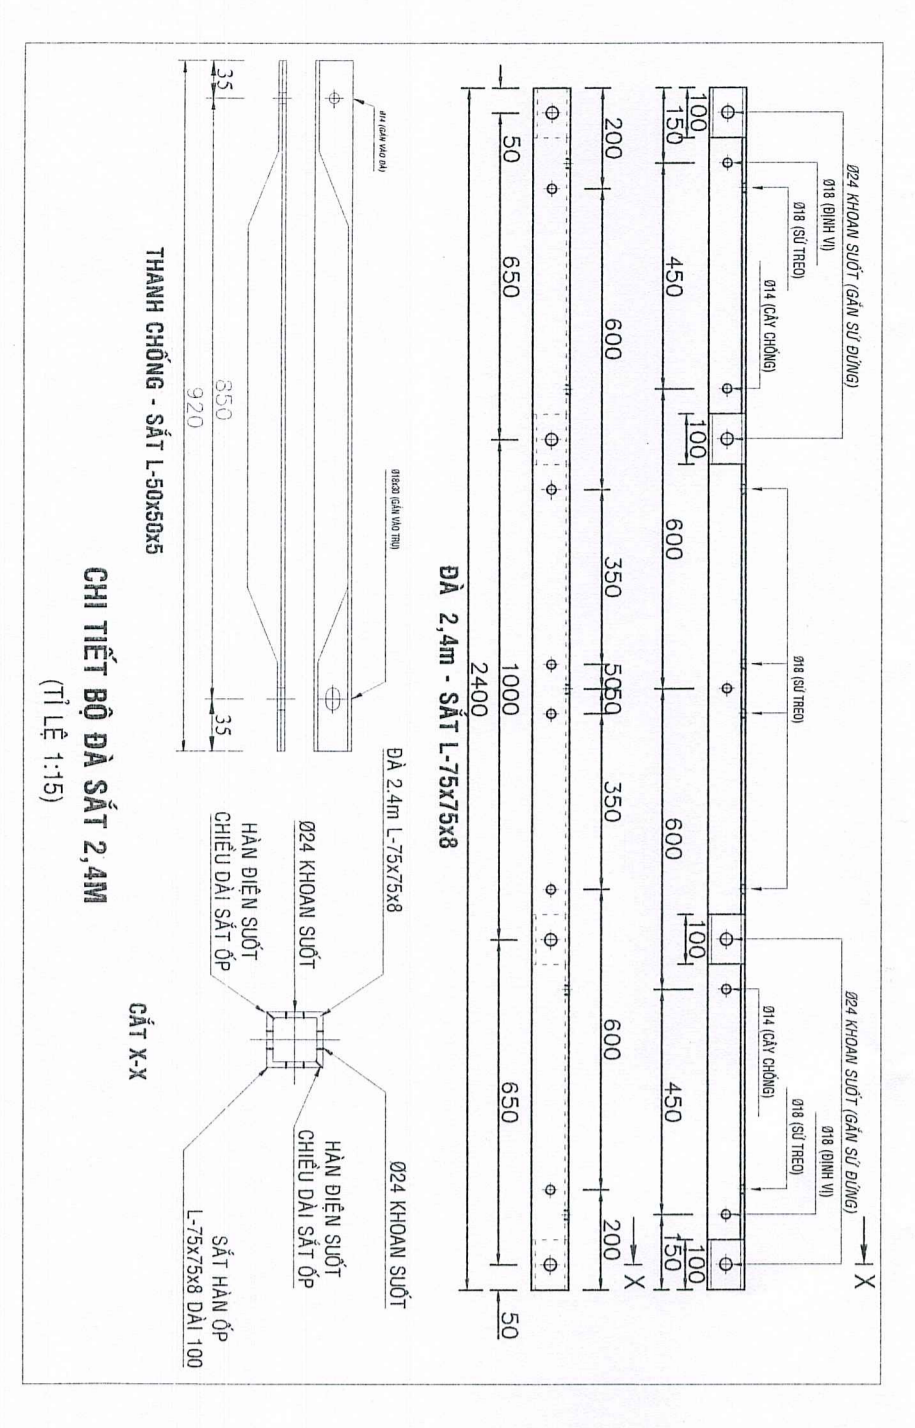 Ø24 KHOAN SUỐT (GẮN SỨ ĐỨNG)
Ø18 (ĐỊNH VỊ)
Ø18 (SỨ TREO)
Ø14 (CÂY CHỐNG)
Ø18 (SỨ TREO)
Ø24 KHOAN SUỐT (GẮN SỨ ĐỨNG)
Ø18 (ĐỊNH VỊ)
Ø18 (SỨ TREO)
Ø14 (CÂY CHỐNG)
X
100 100 100 100
150 450 600 600 450 150
X
200 600 350 50 50 350 600 200
50 650 1000 650 50
2400
ĐÀ 2,4m - SẮT L-75x75x8
Ø14 (GẮN VÀO ĐÀ)
Ø18x30 (GẮN VÀO TRỤ)
35 850 35
920
THANH CHỐNG - SẮT L-50x50x5
ĐÀ 2.4m L-75x75x8
Ø24 KHOAN SUỐT
HÀN ĐIỆN SUỐT
CHIỀU DÀI SẮT ỐP
Ø24 KHOAN SUỐT
HÀN ĐIỆN SUỐT
CHIỀU DÀI SẮT ỐP
SẮT HÀN ỐP
L-75x75x8 DÀI 100
CẮT X-X
CHI TIẾT BỘ ĐÀ SẮT 2,4M
(TỈ LỆ 1:15)